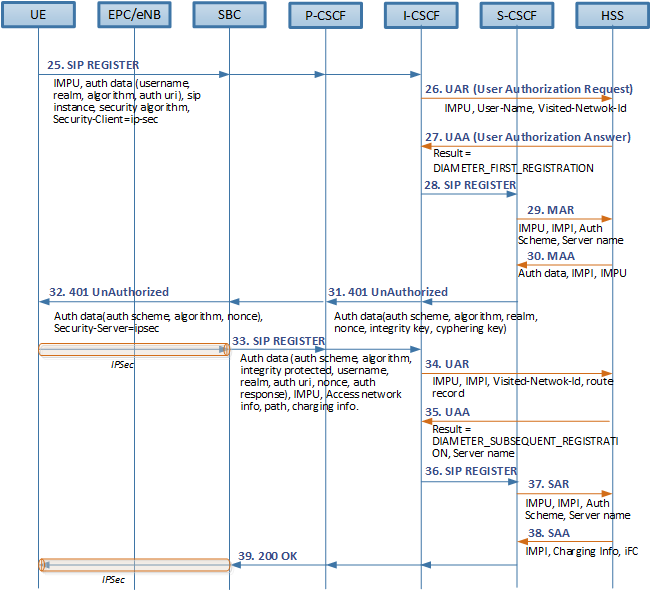 UE EPC/eNB SBC P-CSCF I-CSCF S-CSCF HSS
25. SIP REGISTER
IMPU, auth data (username,
realm, algorithm, auth uri), sip
instance, security algorithm,
Security-Client=ip-sec
26. UAR (User Authorization Request)
IMPU, User-Name, Visited-Netwok-Id
27. UAA (User Authorization Answer)
Result =
DIAMETER_FIRST_REGISTRATION
28. SIP REGISTER
29. MAR
IMPU, IMPI, Auth
Scheme, Server name
30. MAA
Auth data, IMPI, IMPU
31. 401 UnAuthorized
Auth data(auth scheme, algorithm, realm,
nonce, integrity key, cyphering key)
32. 401 UnAuthorized
Auth data(auth scheme, algorithm, nonce),
Security-Server=ipsec
33. SIP REGISTER
IPSec
Auth data (auth scheme, algorithm,
integrity protected, username,
realm, auth uri, nonce, auth
response), IMPU, Access network
info, path, charging info.
34. UAR
IMPU, IMPI, Visited-Netwok-Id, route
record
35. UAA
Result =
DIAMETER_SUBSEQUENT_REGISTRATI
ON, Server name
36. SIP REGISTER
37. SAR
IMPU, IMPI, Auth
Scheme, Server name
38. SAA
IMPI, Charging Info, iFC
39. 200 OK
IPSec